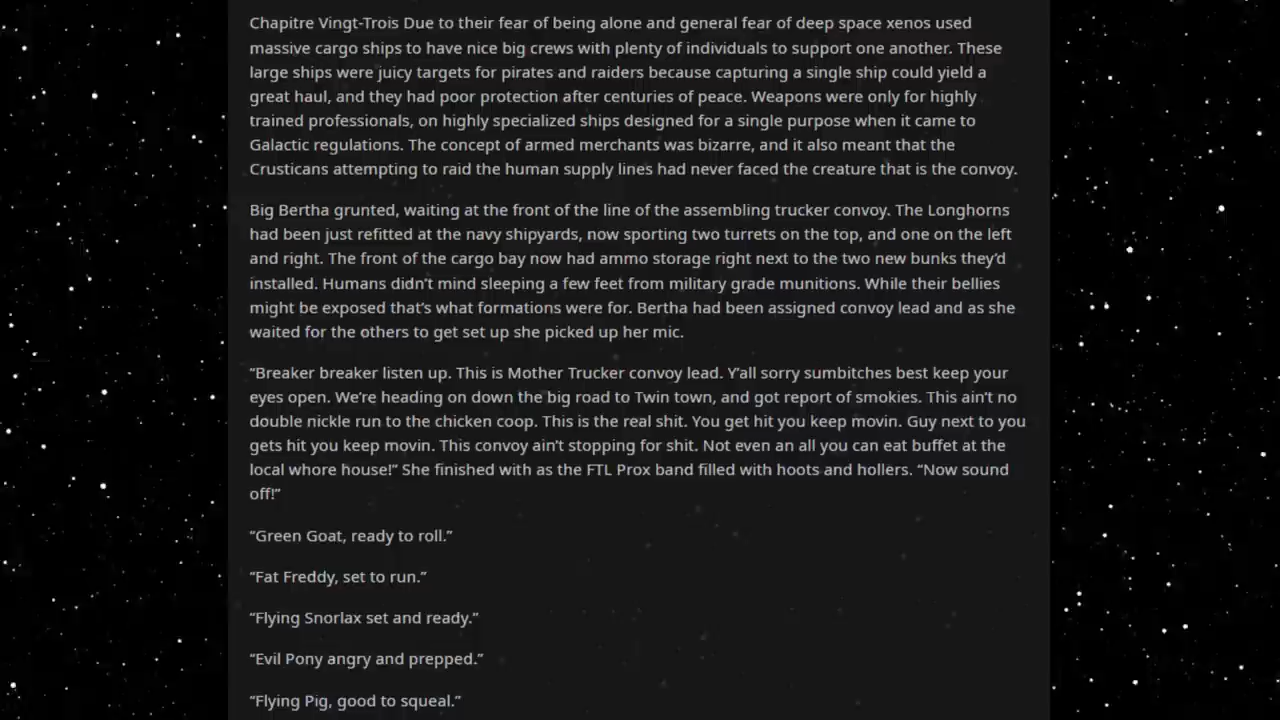 Chapitre Vingt-Trois Due to their fear of being alone and general fear of deep space xenos used
massive cargo ships to have nice big crews with plenty of individuals to support one another. These
large ships were juicy targets for pirates and raiders because capturing a single ship could yield a
great haul, and they had poor protection after centuries of peace. Weapons were only for highly
trained professionals, on highly specialized ships designed for a single purpose when it came to
Galactic regulations. The concept of armed merchants was bizarre, and it also meant that the
Crusticans attempting to raid the human supply lines had never faced the creature that is the convoy.
Big Bertha grunted, waiting at the front of the line of the assembling trucker convoy. The Longhorns
had been just refitted at the navy shipyards, now sporting two turrets on the top, and one on the left
and right. The front of the cargo bay now had ammo storage right next to the two new bunks they’d
installed. Humans didn’t mind sleeping a few feet from military grade munitions. While their bellies
might be exposed that’s what formations were for. Bertha had been assigned convoy lead and as she
waited for the others to get set up she picked up her mic.
“Breaker breaker listen up. This is Mother Trucker convoy lead. Y’all sorry sumbitches best keep your
eyes open. We’re heading on down the big road to Twin town, and got report of smokies. This ain’t no
double nickle run to the chicken coop. This is the real shit. You get hit you keep movin. Guy next to you
gets hit you keep movin. This convoy ain’t stopping for shit. Not even an all you can eat buffet at the
local whore house!” She finished with as the FTL Prox band filled with hoots and hollers. “Now sound
off!”
“Green Goat, ready to roll.”
“Fat Freddy, set to run.”
“Flying Snorlax set and ready.”
“Evil Pony angry and prepped.”
“Flying Pig, good to squeal.”